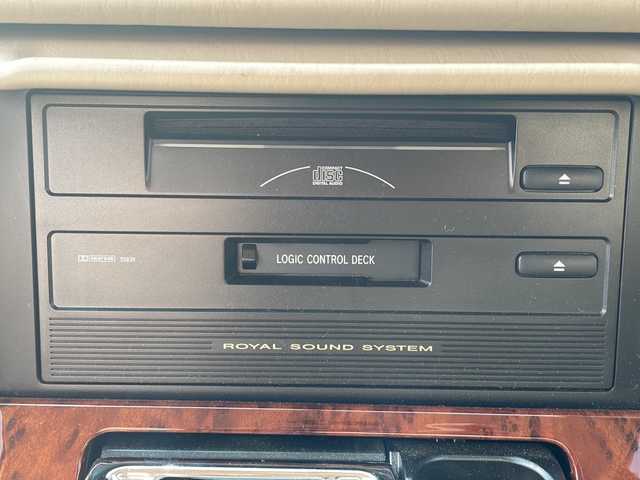 COMPACT
disc
DIGITAL AUDIO
LOGIC CONTROL DECK
ROYAL SOUND SYSTEM